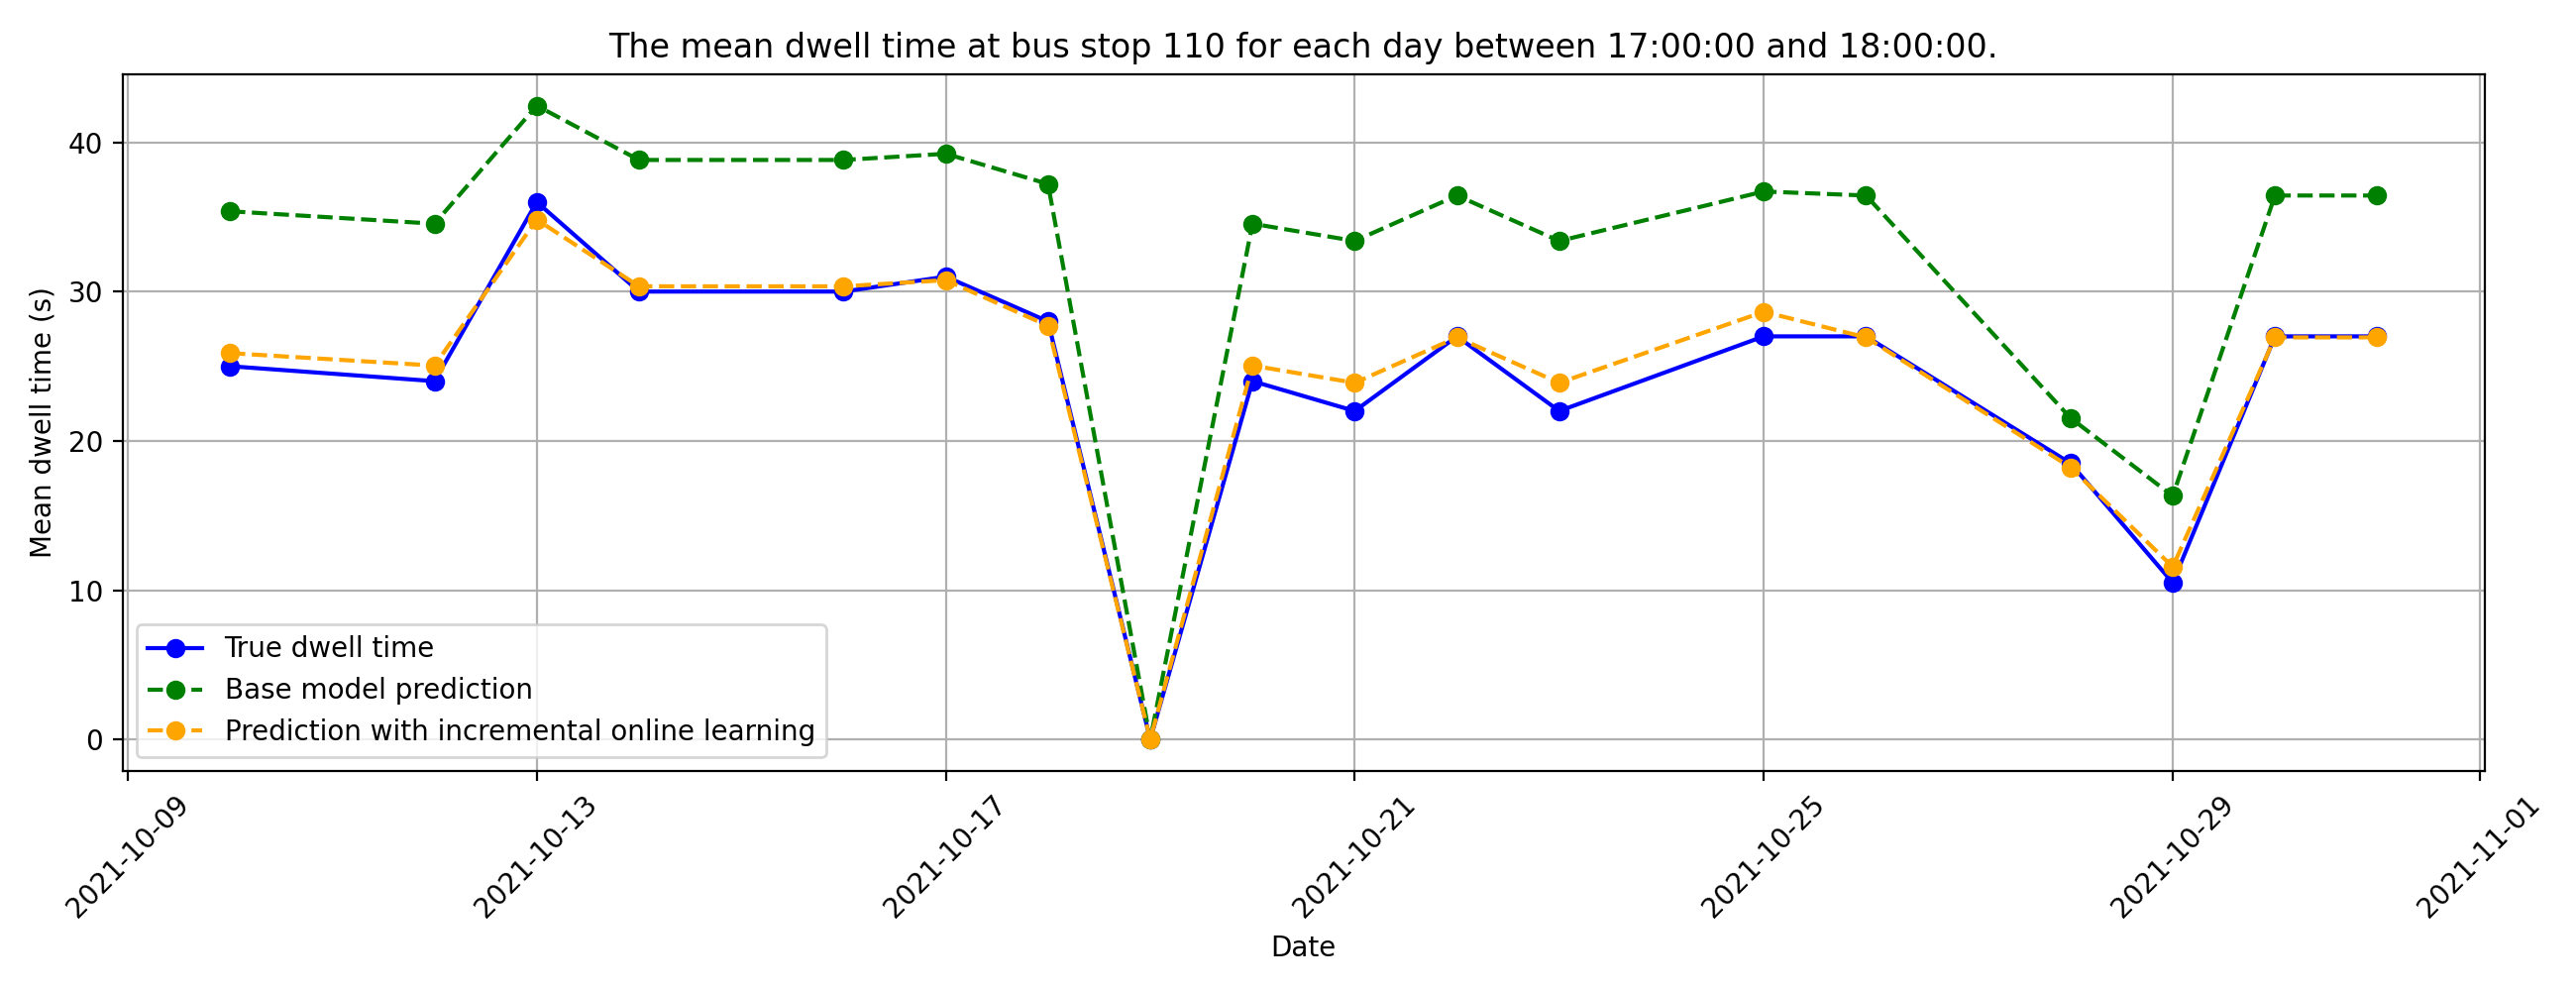 The mean dwell time at bus stop 110 for each day between 17:00:00 and 18:00:00.
Mean dwell time (s)
40
30
20
10
0
True dwell time
Base model prediction
Prediction with incremental online learning
2021-10-09
2021-10-13
2021-10-17
2021-10-21
2021-10-25
2021-10-29
2021-11-01
Date